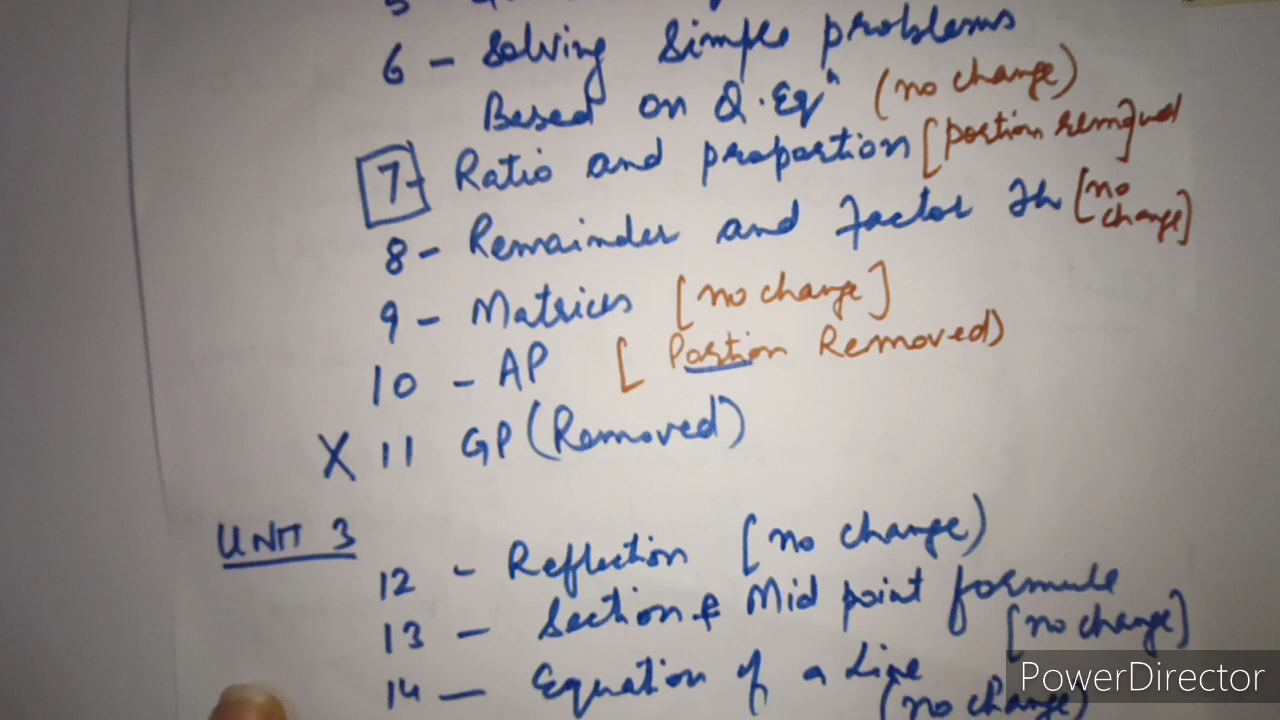 6 - Solving Simple problems
Based on Q.Eqⁿ (no change)
7- Ratio and proportion [portion removed]
8- Remainder and factor Th [no change]
9 - Matrices [no change]
10 - AP [Portion Removed)
X 11 GP (Removed)
UNIT 3
12 - Reflection [no change)
13 - Section & Mid point formula
[no change]
14 - Equation of a Line
(no change)
PowerDirector